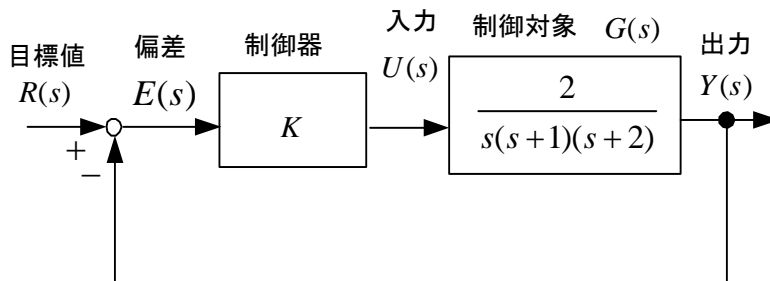 目標値
R(s)
偏差
E(s)
制御器
K
入力
U(s)
制御対象 G(s)
2
s(s+1)(s+2)
出力
Y(s)
+
−